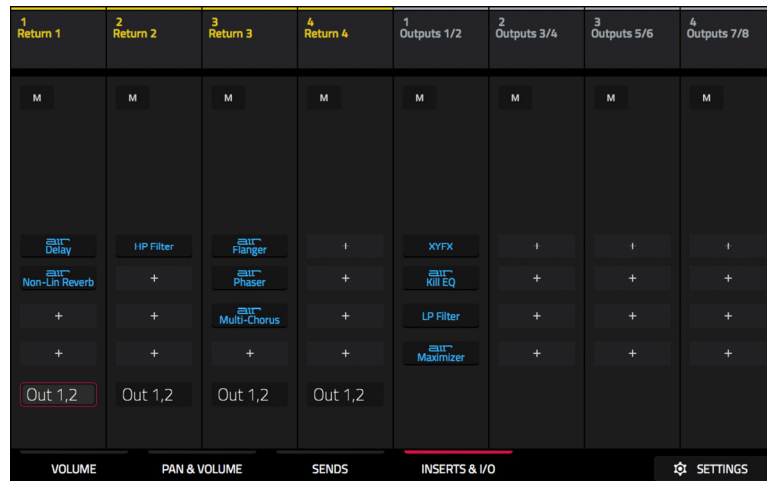 1 2 3 4 1 2 3 4
Return 1 Return 2 Return 3 Return 4 Outputs 1/2 Outputs 3/4 Outputs 5/6 Outputs 7/8
M M M M M M M M
air air
Delay HP Filter Flanger + XYFX + + +
air air air
Non-Lin Reverb + Phaser + Kill EQ + + +
air
+ + Multi-Chorus + LP Filter + + +
air
+ + + + Maximizer + + +
Out 1,2 Out 1,2 Out 1,2 Out 1,2
VOLUME PAN & VOLUME SENDS INSERTS & I/O SETTINGS